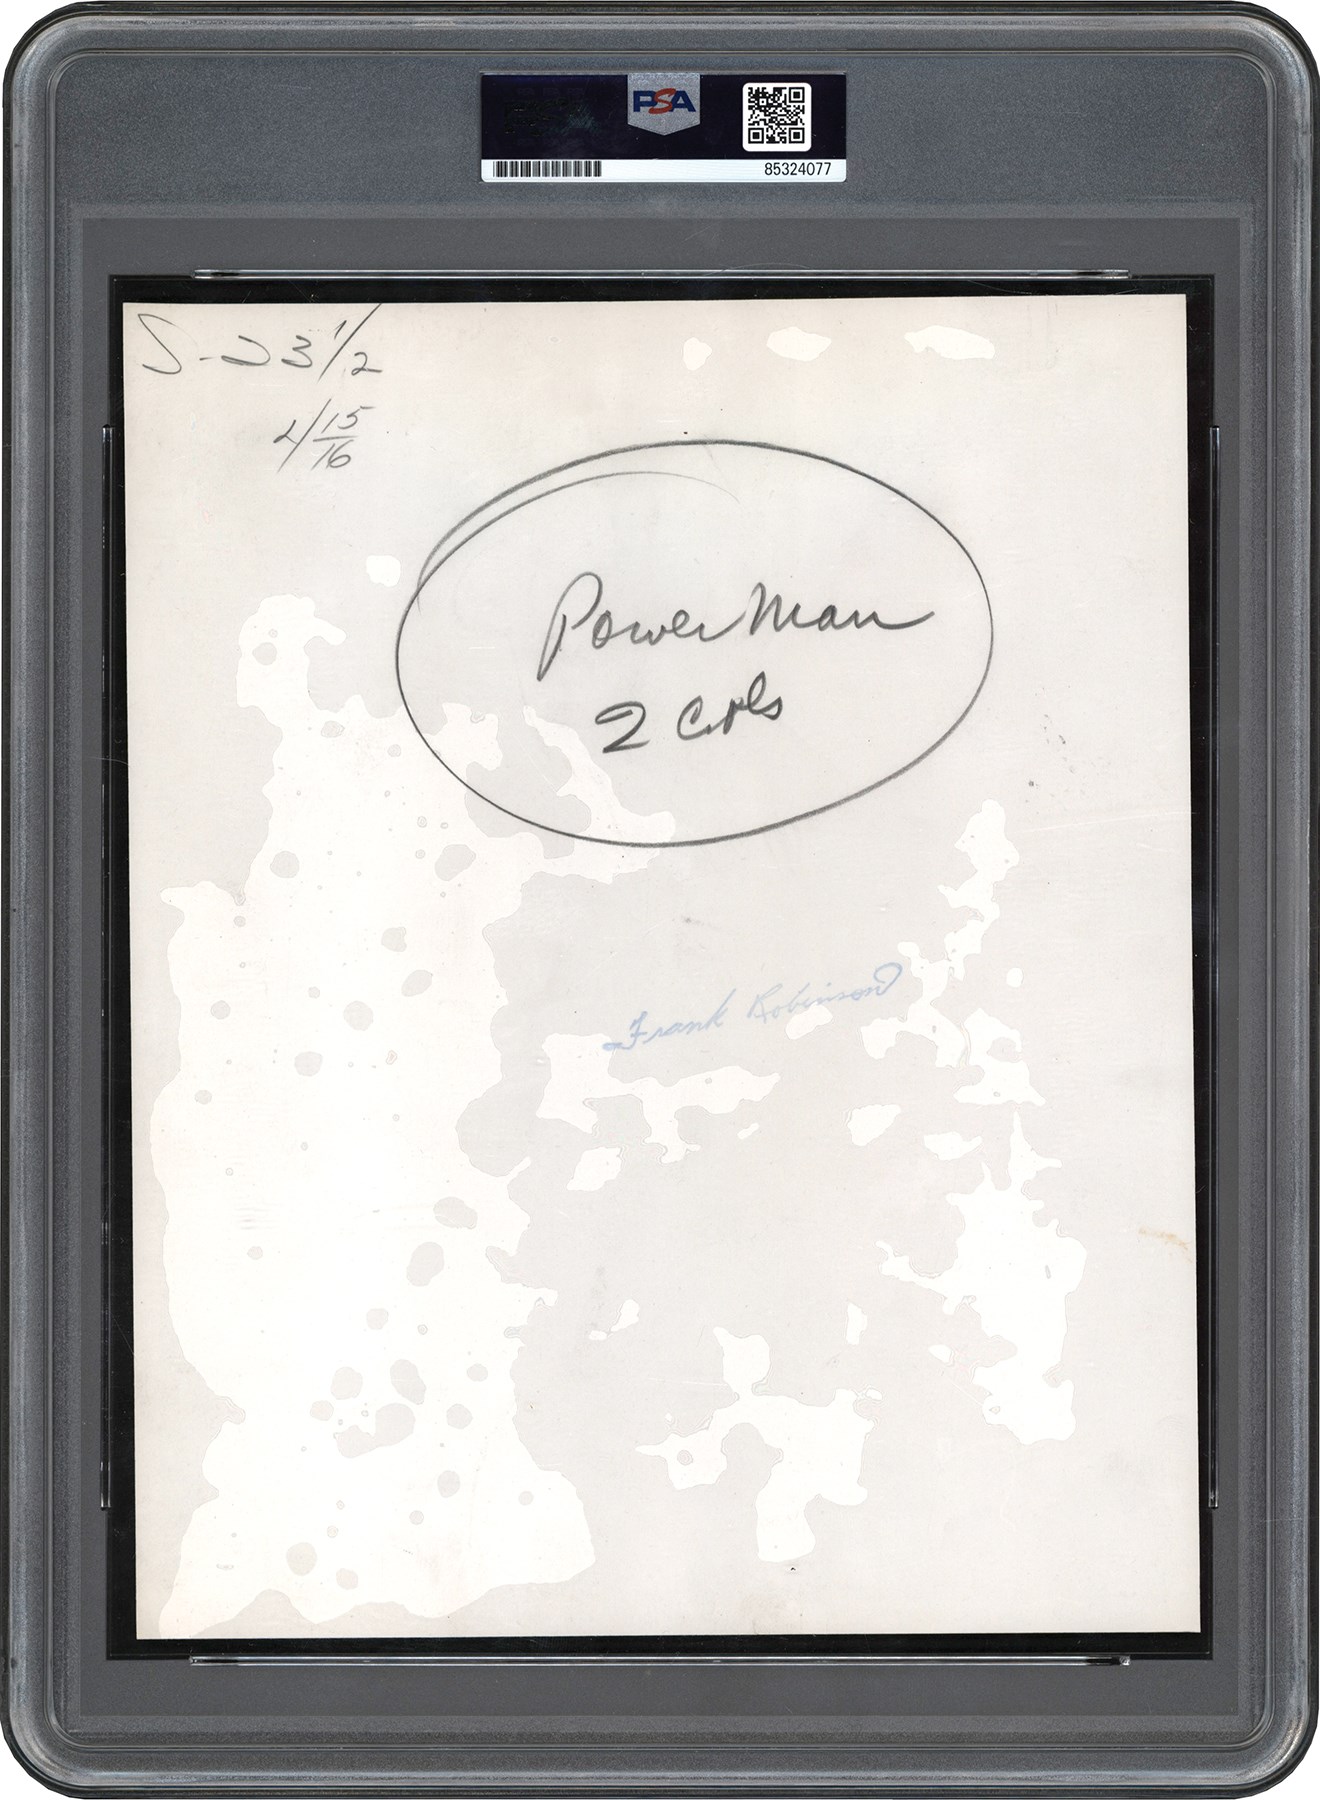 PSA
85324077
S-23 1/2
4/15/16
Power Man
2 Cols
Frank Robinson